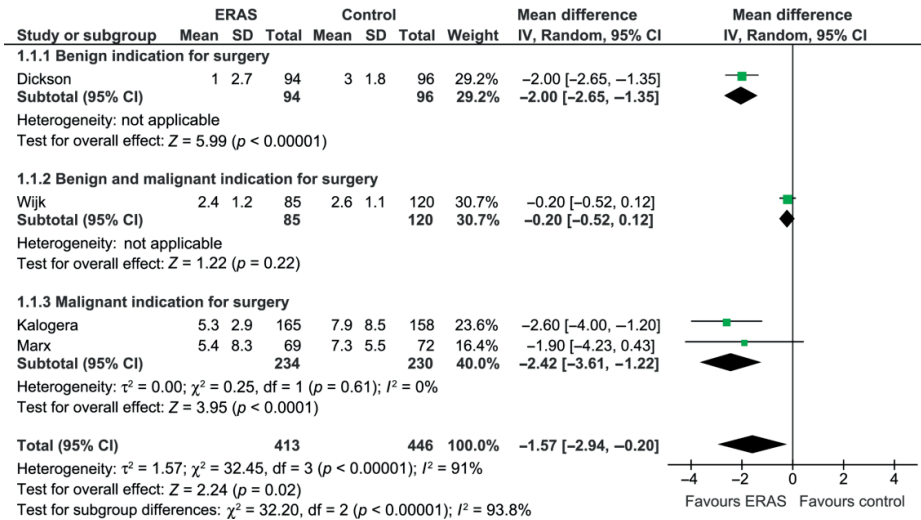 ERAS Control Mean difference Mean difference
Study or subgroup Mean SD Total Mean SD Total Weight IV, Random, 95% CI IV, Random, 95% CI
1.1.1 Benign indication for surgery
Dickson 1 2.7 94 3 1.8 96 29.2% −2.00 [−2.65, −1.35]
Subtotal (95% CI) 94 96 29.2% −2.00 [−2.65, −1.35]
Heterogeneity: not applicable
Test for overall effect: Z = 5.99 (p < 0.00001)
1.1.2 Benign and malignant indication for surgery
Wijk 2.4 1.2 85 2.6 1.1 120 30.7% −0.20 [−0.52, 0.12]
Subtotal (95% CI) 85 120 30.7% −0.20 [−0.52, 0.12]
Heterogeneity: not applicable
Test for overall effect: Z = 1.22 (p = 0.22)
1.1.3 Malignant indication for surgery
Kalogera 5.3 2.9 165 7.9 8.5 158 23.6% −2.60 [−4.00, −1.20]
Marx 5.4 8.3 69 7.3 5.5 72 16.4% −1.90 [−4.23, 0.43]
Subtotal (95% CI) 234 230 40.0% −2.42 [−3.61, −1.22]
Heterogeneity: τ² = 0.00; χ² = 0.25, df = 1 (p = 0.61); I² = 0%
Test for overall effect: Z = 3.95 (p < 0.0001)
Total (95% CI) 413 446 100.0% −1.57 [−2.94, −0.20]
Heterogeneity: τ² = 1.57; χ² = 32.45, df = 3 (p < 0.00001); I² = 91%
Test for overall effect: Z = 2.24 (p = 0.02)
Test for subgroup differences: χ² = 32.20, df = 2 (p < 0.00001); I² = 93.8%
−4 −2 0 2 4
Favours ERAS Favours control